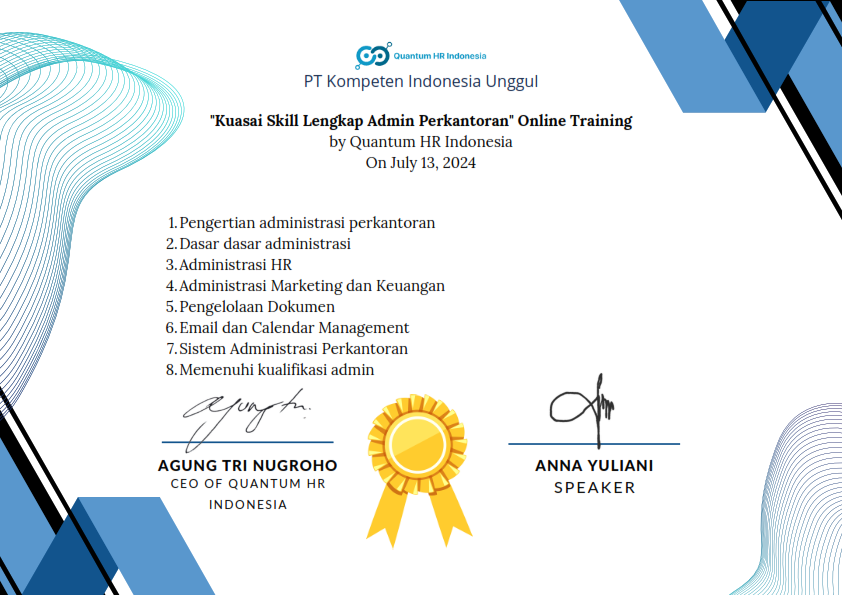 Quantum HR Indonesia
PT Kompeten Indonesia Unggul
"Kuasai Skill Lengkap Admin Perkantoran" Online Training
by Quantum HR Indonesia
On July 13, 2024
1. Pengertian administrasi perkantoran
2. Dasar dasar administrasi
3. Administrasi HR
4. Administrasi Marketing dan Keuangan
5. Pengelolaan Dokumen
6. Email dan Calendar Management
7. Sistem Administrasi Perkantoran
8. Memenuhi kualifikasi admin
AGUNG TRI NUGROHO
CEO OF QUANTUM HR
INDONESIA
ANNA YULIANI
SPEAKER